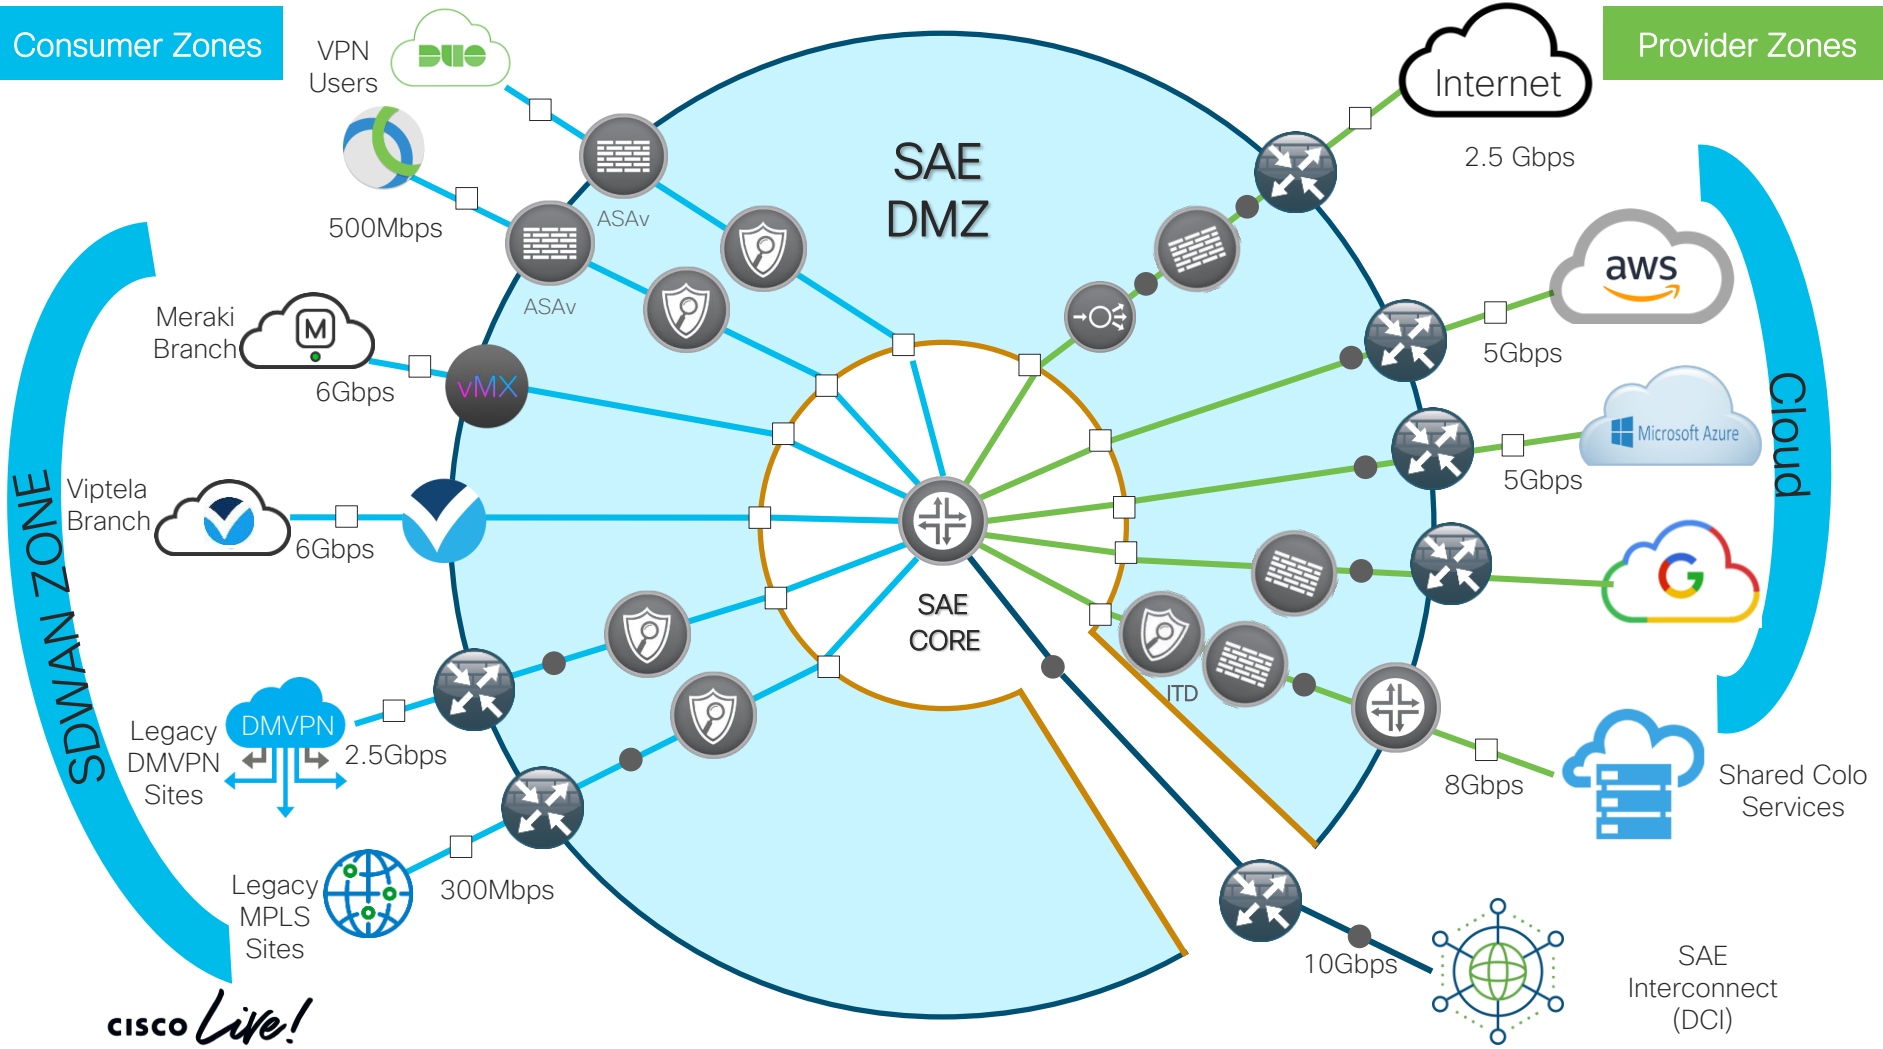 Consumer Zones
VPN
Users
DUO
500Mbps
ASAv
ASAv
Meraki
Branch
M
6Gbps
vMX
SDWAN ZONE
Viptela
Branch
6Gbps
Legacy
DMVPN
Sites
DMVPN
2.5Gbps
Legacy
MPLS
Sites
300Mbps
SAE
DMZ
SAE
CORE
ITD
Provider Zones
Internet
2.5 Gbps
aws
5Gbps
Cloud
Microsoft Azure
5Gbps
G
8Gbps
Shared Colo
Services
10Gbps
SAE
Interconnect
(DCI)
CISCO Live!